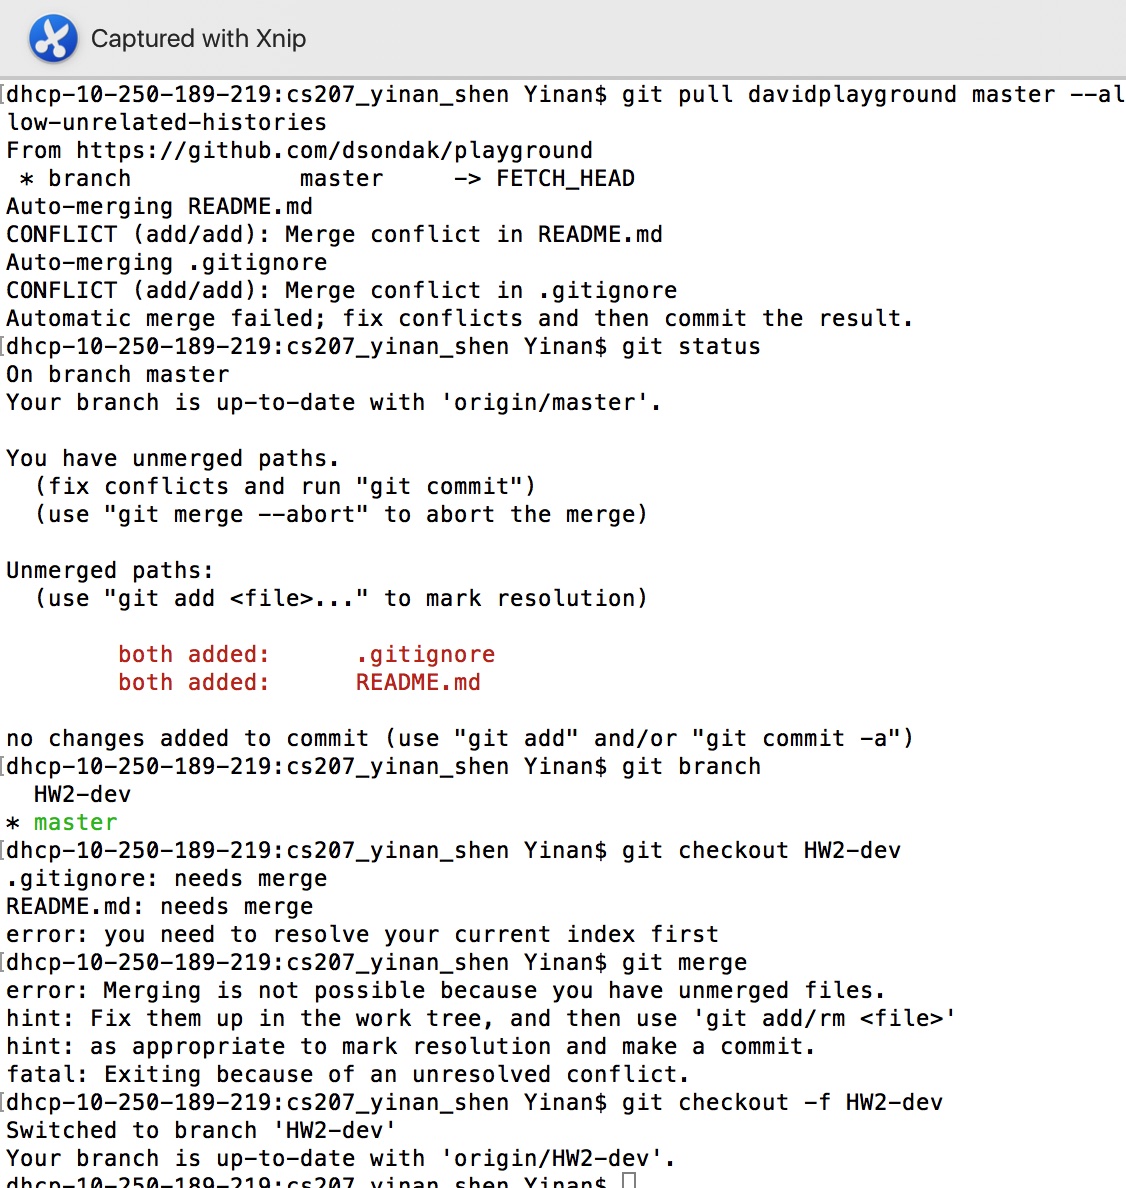 Captured with Xnip
dhcp-10-250-189-219:cs207_yinan_shen Yinan$ git pull davidplayground master --al
low-unrelated-histories
From https://github.com/dsondak/playground
 * branch            master     -> FETCH_HEAD
Auto-merging README.md
CONFLICT (add/add): Merge conflict in README.md
Auto-merging .gitignore
CONFLICT (add/add): Merge conflict in .gitignore
Automatic merge failed; fix conflicts and then commit the result.
dhcp-10-250-189-219:cs207_yinan_shen Yinan$ git status
On branch master
Your branch is up-to-date with 'origin/master'.
You have unmerged paths.
  (fix conflicts and run "git commit")
  (use "git merge --abort" to abort the merge)
Unmerged paths:
  (use "git add <file>..." to mark resolution)
        both added:      .gitignore
        both added:      README.md
no changes added to commit (use "git add" and/or "git commit -a")
dhcp-10-250-189-219:cs207_yinan_shen Yinan$ git branch
  HW2-dev
* master
dhcp-10-250-189-219:cs207_yinan_shen Yinan$ git checkout HW2-dev
.gitignore: needs merge
README.md: needs merge
error: you need to resolve your current index first
dhcp-10-250-189-219:cs207_yinan_shen Yinan$ git merge
error: Merging is not possible because you have unmerged files.
hint: Fix them up in the work tree, and then use 'git add/rm <file>'
hint: as appropriate to mark resolution and make a commit.
fatal: Exiting because of an unresolved conflict.
dhcp-10-250-189-219:cs207_yinan_shen Yinan$ git checkout -f HW2-dev
Switched to branch 'HW2-dev'
Your branch is up-to-date with 'origin/HW2-dev'.
dhcp-10-250-189-219:cs207_yinan_shen Yinan$